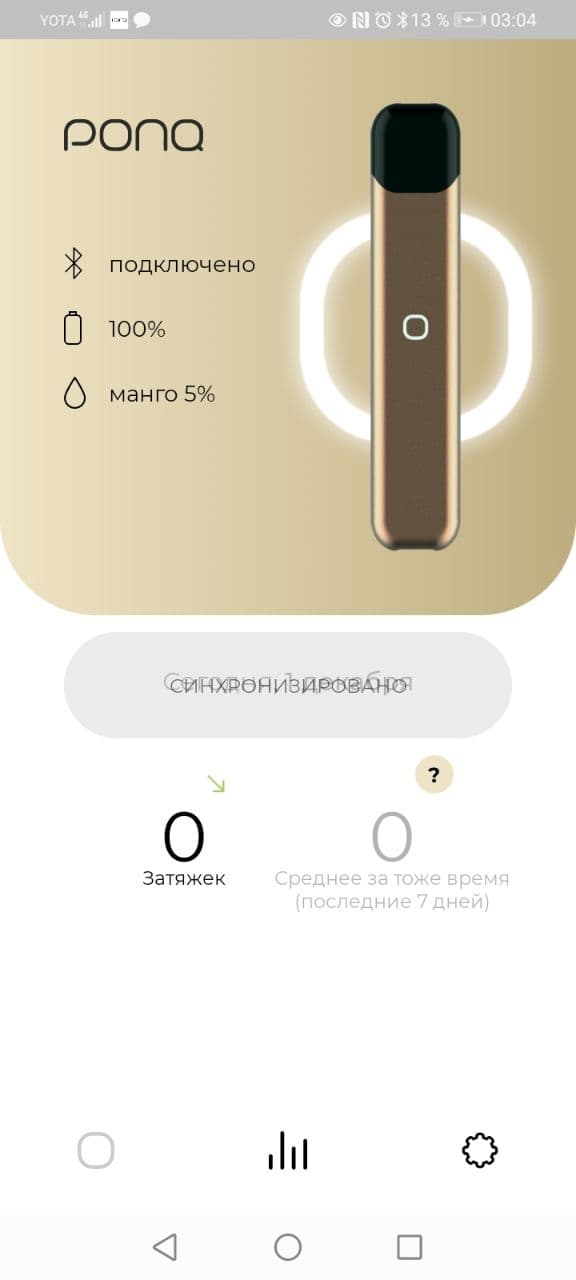 YOTA 4G 13 % 03:04
PONQ
подключено
100%
манго 5%
Сегодня, 1 декабря
СИНХРОНИЗИРОВАНО
?
0 0
Затяжек
Среднее за тоже время
(последние 7 дней)